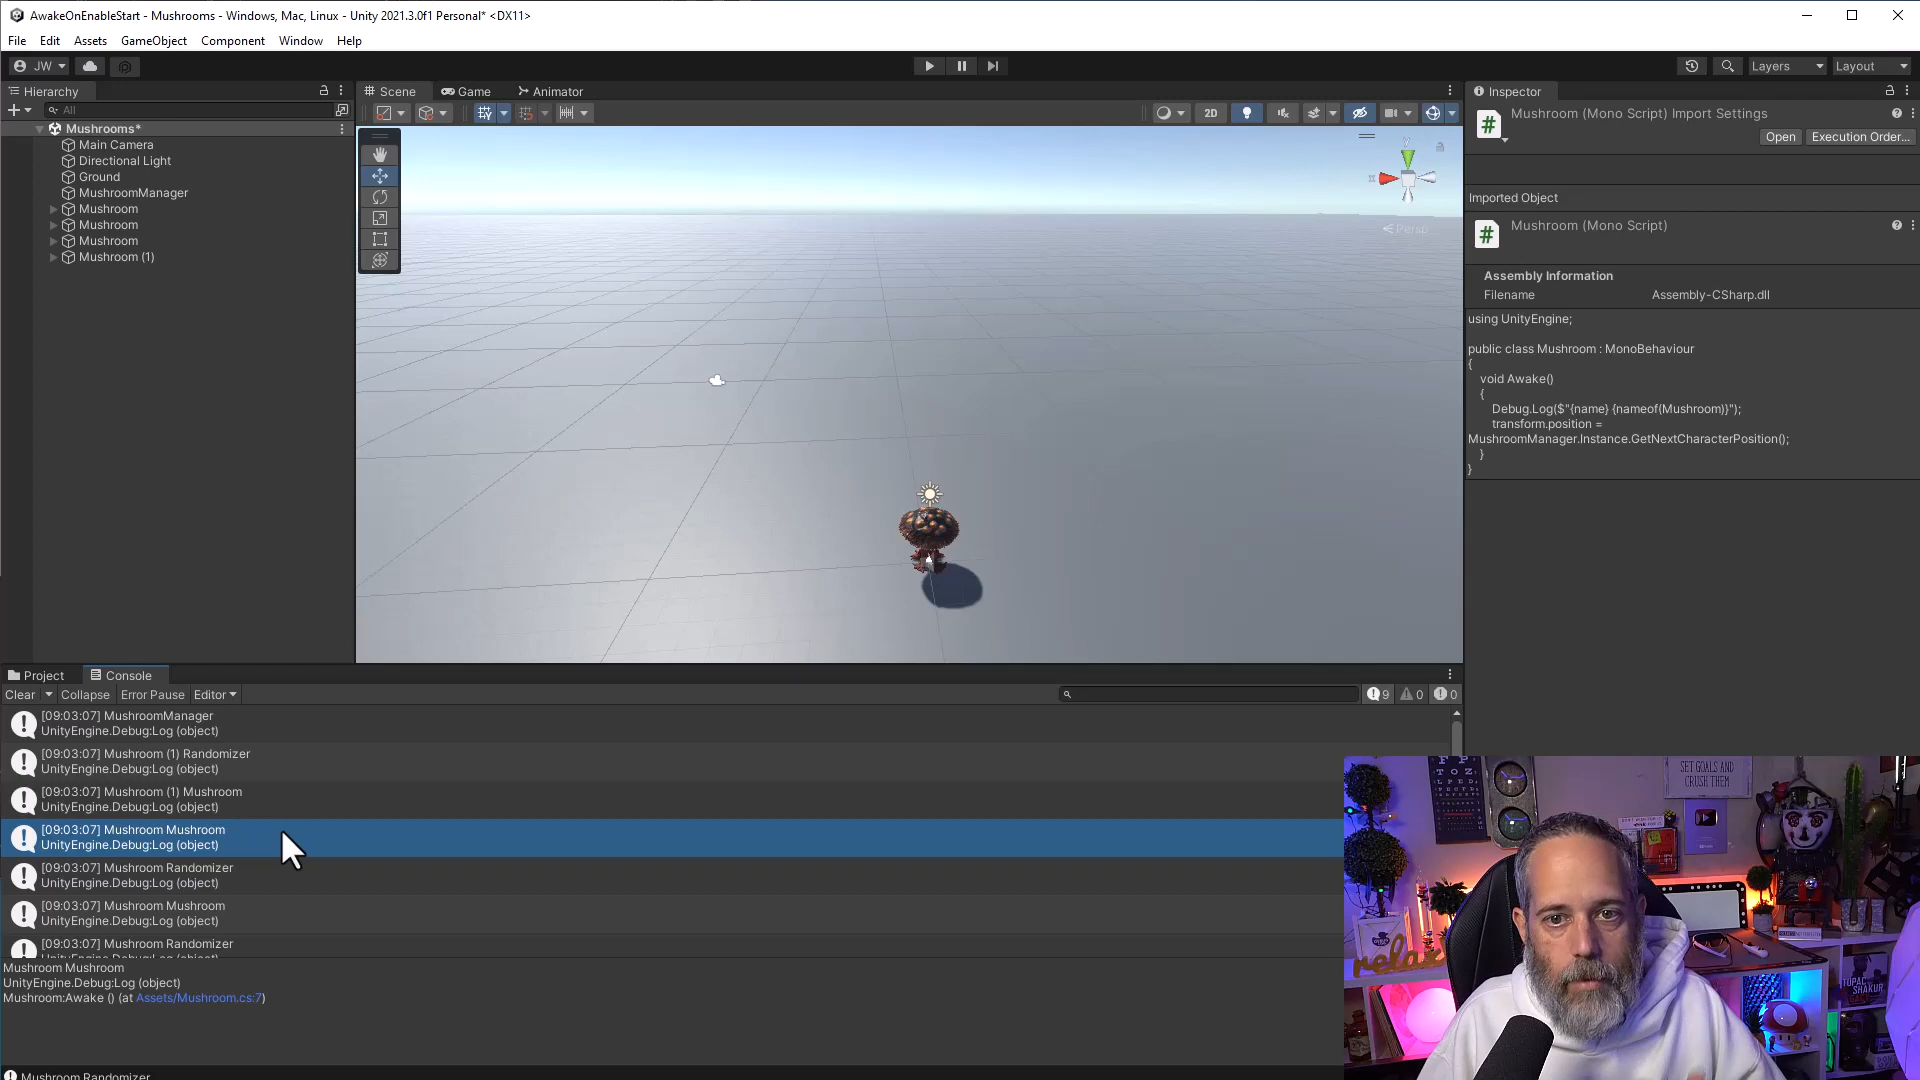 AwakeOnEnableStart - Mushrooms - Windows, Mac, Linux - Unity 2021.3.0f1 Personal* <DX11>
File Edit Assets GameObject Component Window Help
JW
Layers Layout
Hierarchy
All
Mushrooms*
Main Camera
Directional Light
Ground
MushroomManager
Mushroom
Mushroom
Mushroom
Mushroom (1)
Scene Game Animator
2D
y
x
Persp
Inspector
Mushroom (Mono Script) Import Settings
Open Execution Order...
Imported Object
Mushroom (Mono Script)
Assembly Information
Filename Assembly-CSharp.dll
using UnityEngine;
public class Mushroom : MonoBehaviour
{
void Awake()
{
Debug.Log($"{name} {nameof(Mushroom)}");
transform.position =
MushroomManager.Instance.GetNextCharacterPosition();
}
}
Project Console
Clear Collapse Error Pause Editor
9 0 0
[09:03:07] MushroomManager
UnityEngine.Debug:Log (object)
[09:03:07] Mushroom (1) Randomizer
UnityEngine.Debug:Log (object)
[09:03:07] Mushroom (1) Mushroom
UnityEngine.Debug:Log (object)
[09:03:07] Mushroom Mushroom
UnityEngine.Debug:Log (object)
[09:03:07] Mushroom Randomizer
UnityEngine.Debug:Log (object)
[09:03:07] Mushroom Mushroom
UnityEngine.Debug:Log (object)
[09:03:07] Mushroom Randomizer
UnityEngine.Debug:Log (object)
Mushroom Mushroom
UnityEngine.Debug:Log (object)
Mushroom:Awake () (at Assets/Mushroom.cs:7)
Mushroom Randomizer
SET GOALS AND
CRUSH THEM
relax
TUPAC
SHAKUR